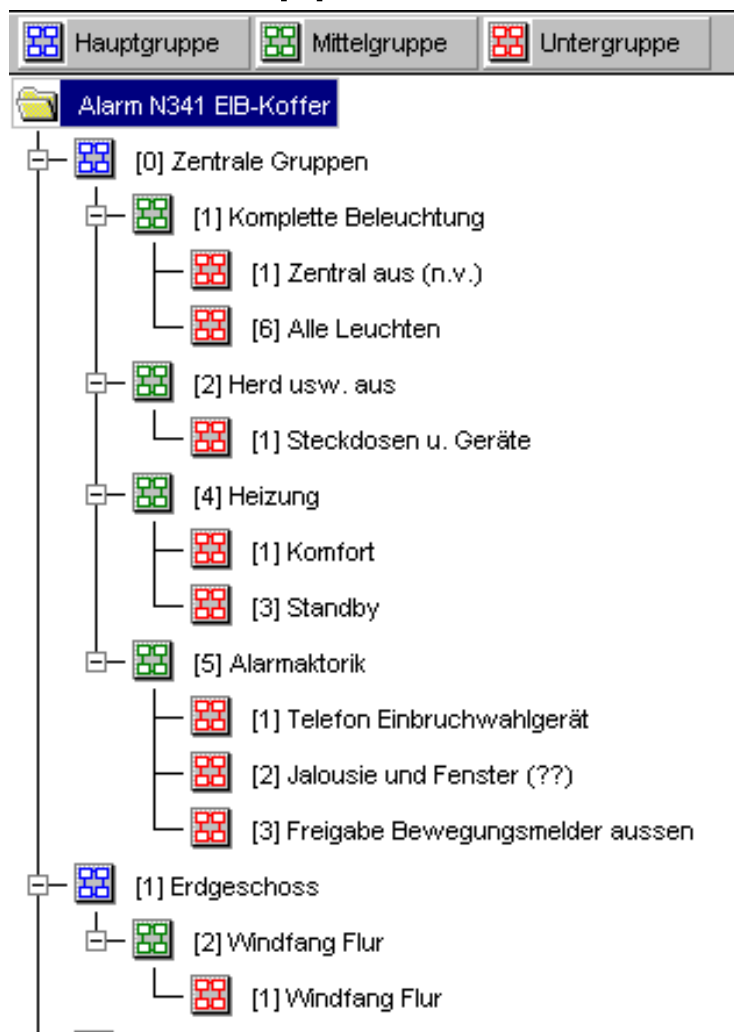 Hauptgruppe Mittelgruppe Untergruppe
Alarm N341 EIB-Koffer
[0] Zentrale Gruppen
[1] Komplette Beleuchtung
[1] Zentral aus (n.v.)
[6] Alle Leuchten
[2] Herd usw. aus
[1] Steckdosen u. Geräte
[4] Heizung
[1] Komfort
[3] Standby
[5] Alarmaktorik
[1] Telefon Einbruchwahlgerät
[2] Jalousie und Fenster (??)
[3] Freigabe Bewegungsmelder aussen
[1] Erdgeschoss
[2] Windfang Flur
[1] Windfang Flur